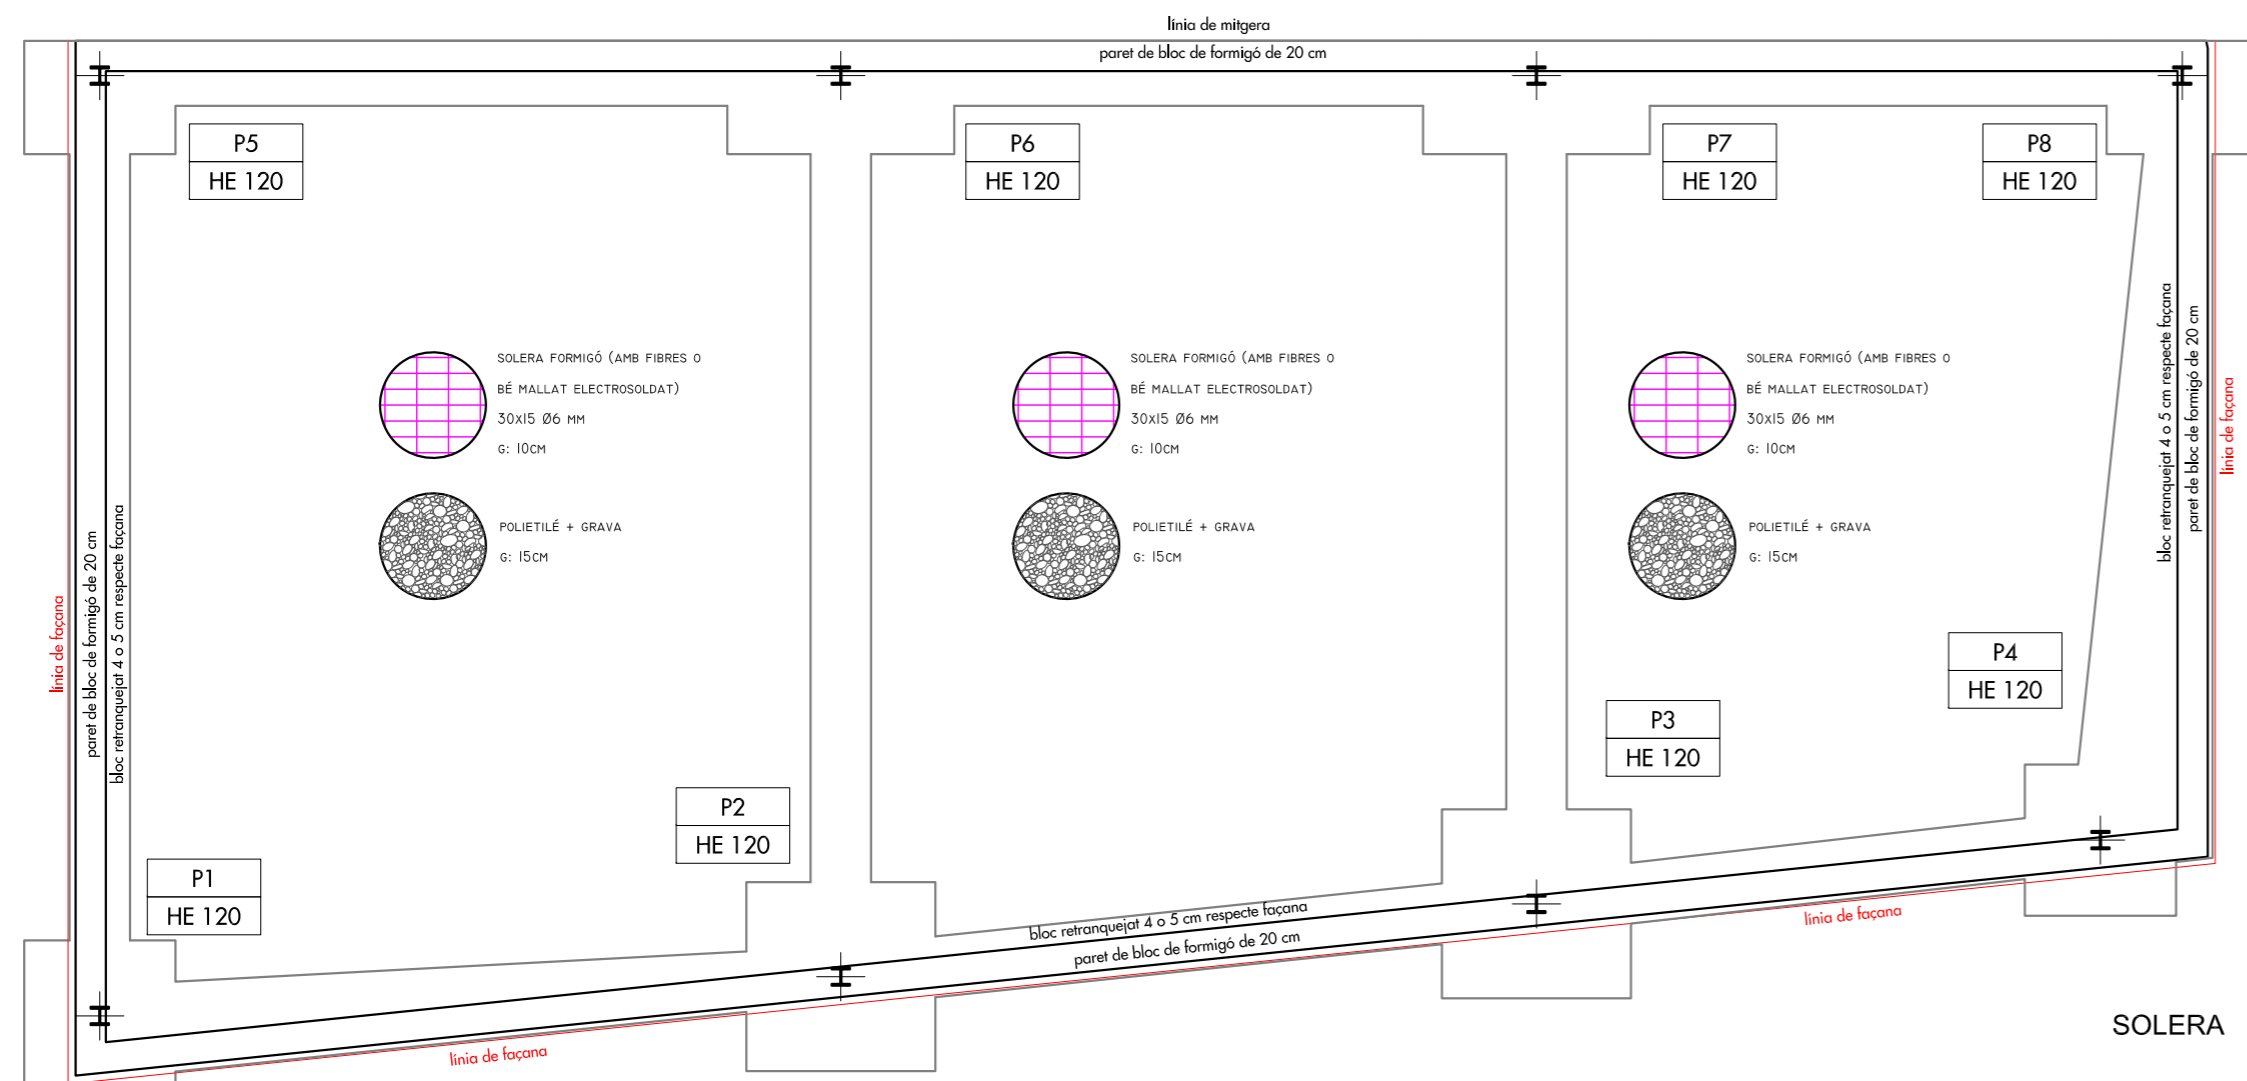 línia de mitgera
paret de bloc de formigó de 20 cm
P5
HE 120
P6
HE 120
P7
HE 120
P8
HE 120
SOLERA FORMIGÓ (AMB FIBRES O
BÉ MALLAT ELECTROSOLDAT)
30x15 Ø6 MM
G: 10CM
POLIETILÉ + GRAVA
G: 15CM
SOLERA FORMIGÓ (AMB FIBRES O
BÉ MALLAT ELECTROSOLDAT)
30x15 Ø6 MM
G: 10CM
POLIETILÉ + GRAVA
G: 15CM
SOLERA FORMIGÓ (AMB FIBRES O
BÉ MALLAT ELECTROSOLDAT)
30x15 Ø6 MM
G: 10CM
POLIETILÉ + GRAVA
G: 15CM
línia de façana
paret de bloc de formigó de 20 cm
bloc retranquejat 4 o 5 cm respecte façana
bloc retranquejat 4 o 5 cm respecte façana
paret de bloc de formigó de 20 cm
línia de façana
P4
HE 120
P3
HE 120
P2
HE 120
P1
HE 120
bloc retranquejat 4 o 5 cm respecte façana
paret de bloc de formigó de 20 cm
línia de façana
línia de façana
SOLERA